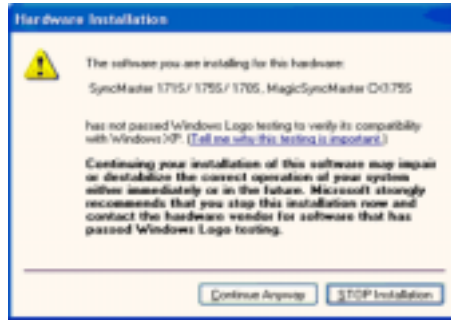 Hardware Installation
The software you are installing for this hardware:
SyncMaster 171S/ 175S/ 170S, MagicSyncMaster CX175S
has not passed Windows Logo testing to verify its compatibility
with Windows XP. (Tell me why this testing is important.)
Continuing your installation of this software may impair
or destabilize the correct operation of your system
either immediately or in the future. Microsoft strongly
recommends that you stop this installation now and
contact the hardware vendor for software that has
passed Windows Logo testing.
Continue Anyway STOP Installation